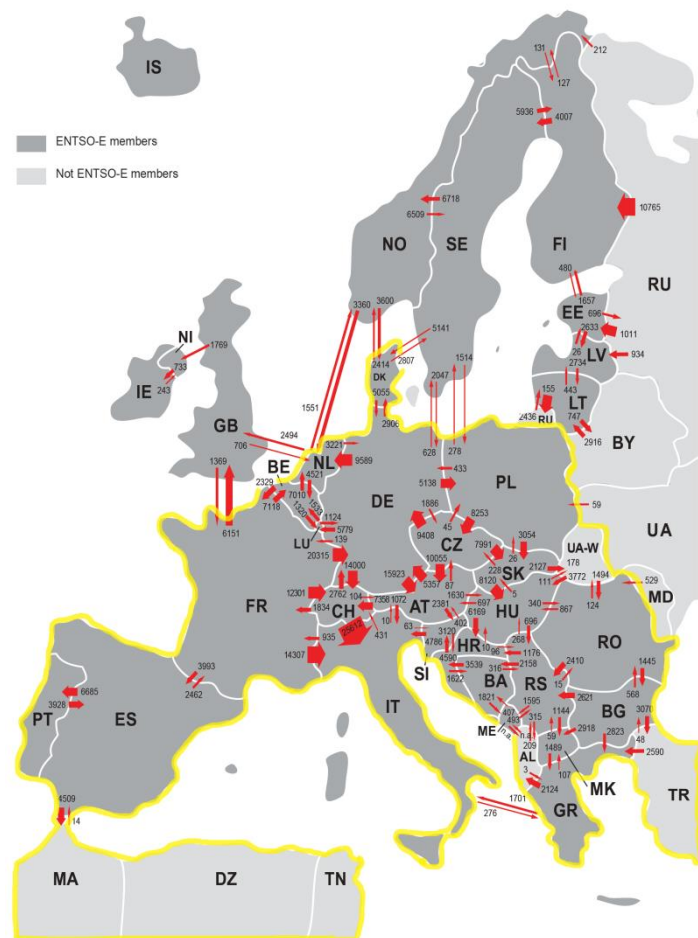 IS
ENTSO-E members
Not ENTSO-E members
131
212
127
5936
4007
6718
6509
10765
NO
SE
FI
RU
480
1657
3360
3600
EE
696
2633
1011
5141
NI
1769
26
LV
934
2734
733
2414
2807
1514
IE
243
DK
2047
443
LT
155
5055
747
1551
2436
RU
BY
GB
2494
2906
2916
706
3221
628
278
1369
BE
NL
9589
433
2329
4521
DE
5138
PL
7118
7010
1533
1886
59
1320
1124
8253
LU
5779
45
UA
6151
139
9408
CZ
3054
20315
7991
26
UA-W
10055
SK
178
14000
15923
228
2127
3772
1494
529
12301
2762
104
7358
1072
5357
87
8120
5
111
MD
FR
1834
CH
AT
1630
HU
340
867
124
10
2381
697
6169
935
25612
431
63
402
696
RO
14307
3120
HR
10
268
3993
4786
96
1176
2410
1445
2462
4590
316
2158
SI
3539
BA
RS
15
6685
IT
1622
2621
568
PT
3928
ES
1821
407
1595
1144
BG
3070
ME
n.a.
493
n.a.
315
59
2918
2823
48
209
1489
2590
AL
107
MK
3
TR
4509
1701
2124
14
276
GR
MA
DZ
TN